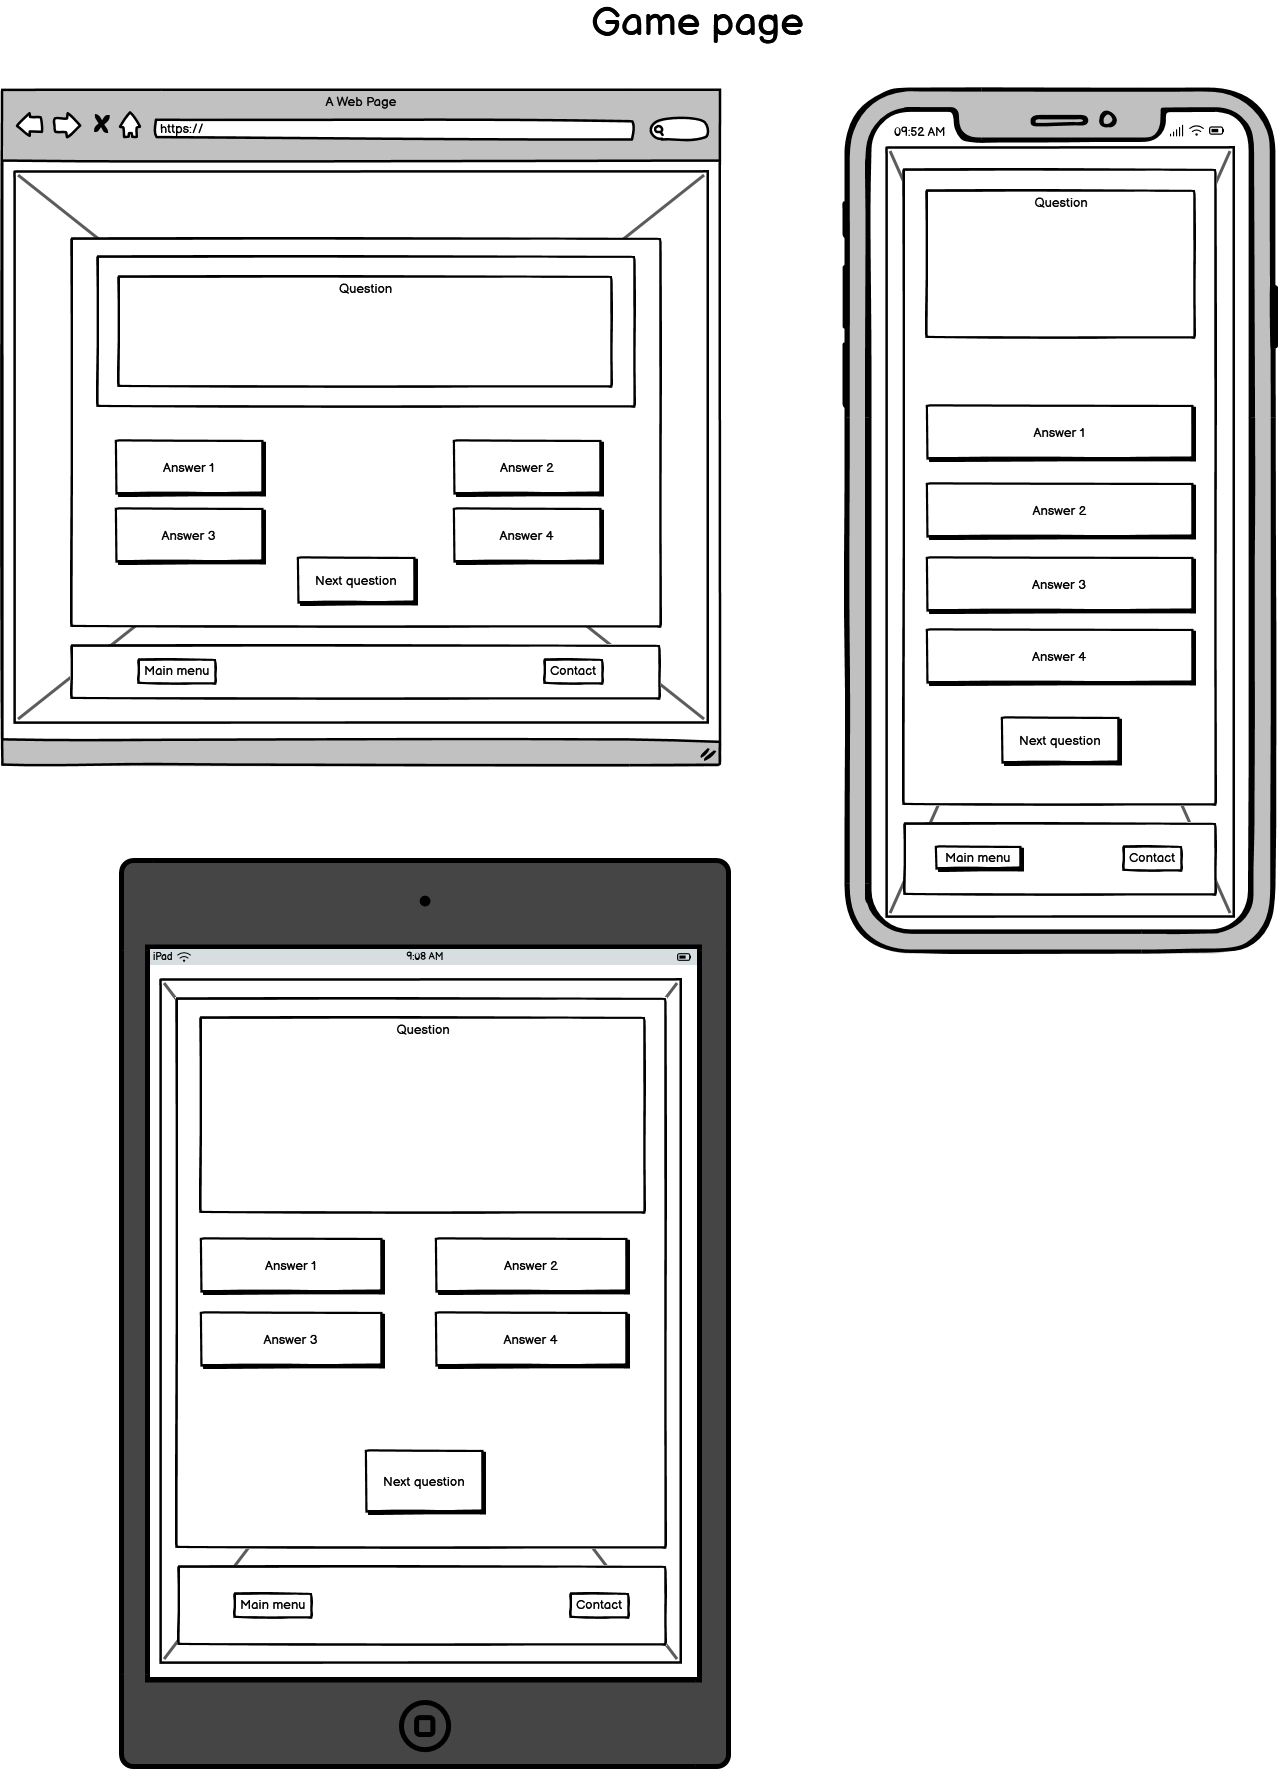 Game page
A Web Page
https://
Question
Answer 1
Answer 2
Answer 3
Answer 4
Next question
Main menu
Contact
09:52 AM
Question
Answer 1
Answer 2
Answer 3
Answer 4
Next question
Main menu
Contact
iPad
9:08 AM
Question
Answer 1
Answer 2
Answer 3
Answer 4
Next question
Main menu
Contact